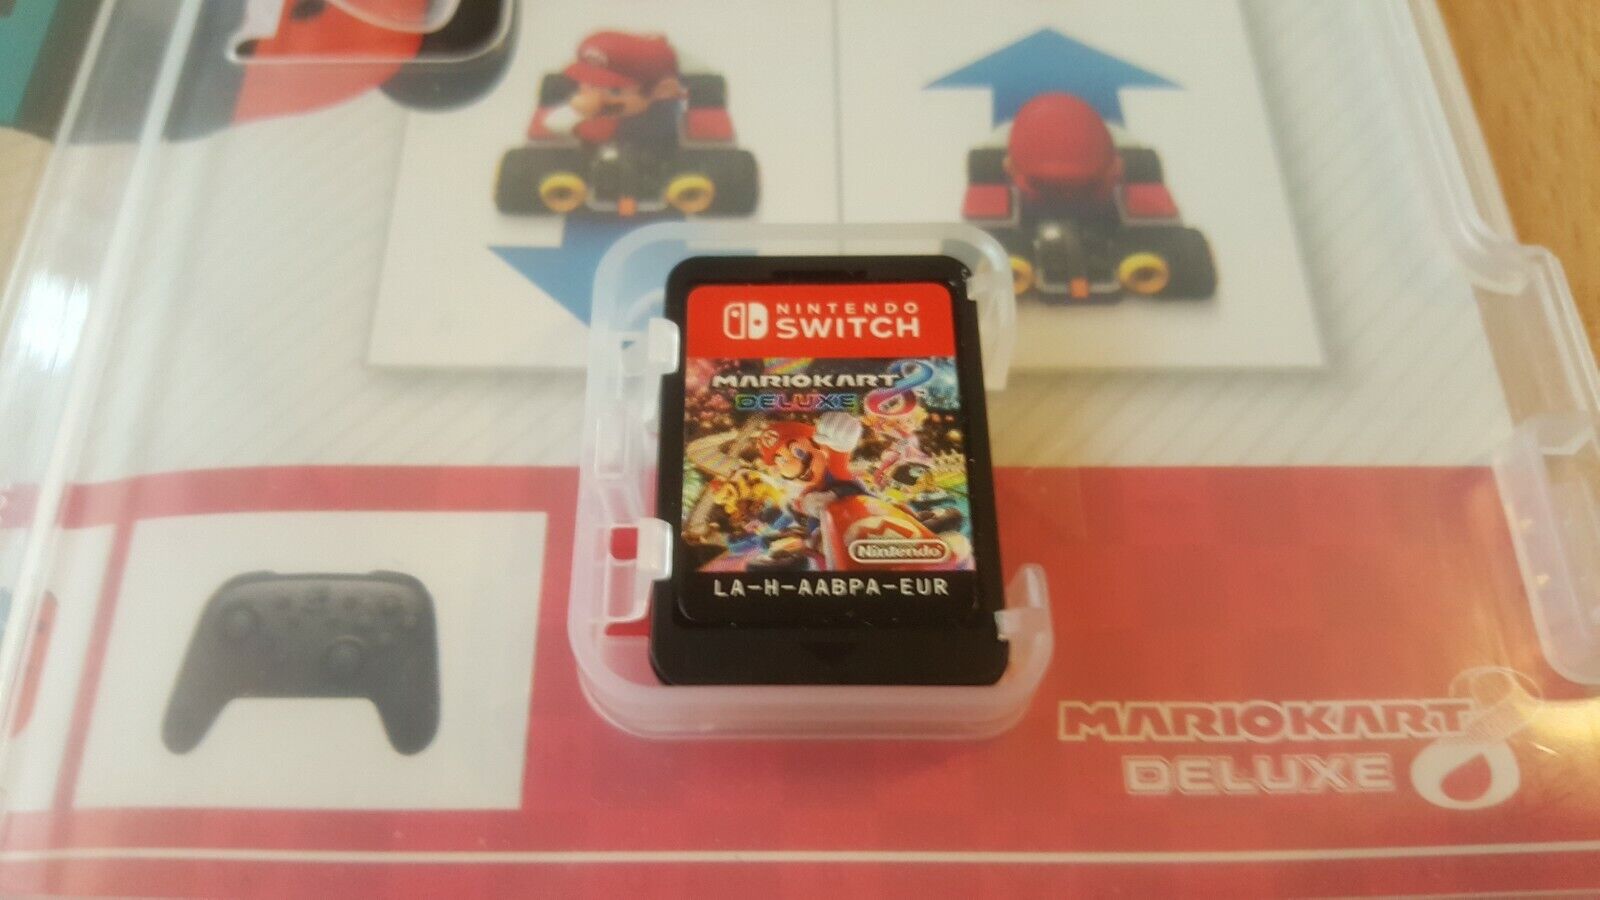 NINTENDO
SWITCH
MARIOKART 8
DELUXE
Nintendo
LA-H-AABPA-EUR
MARIOKART 8
DELUXE